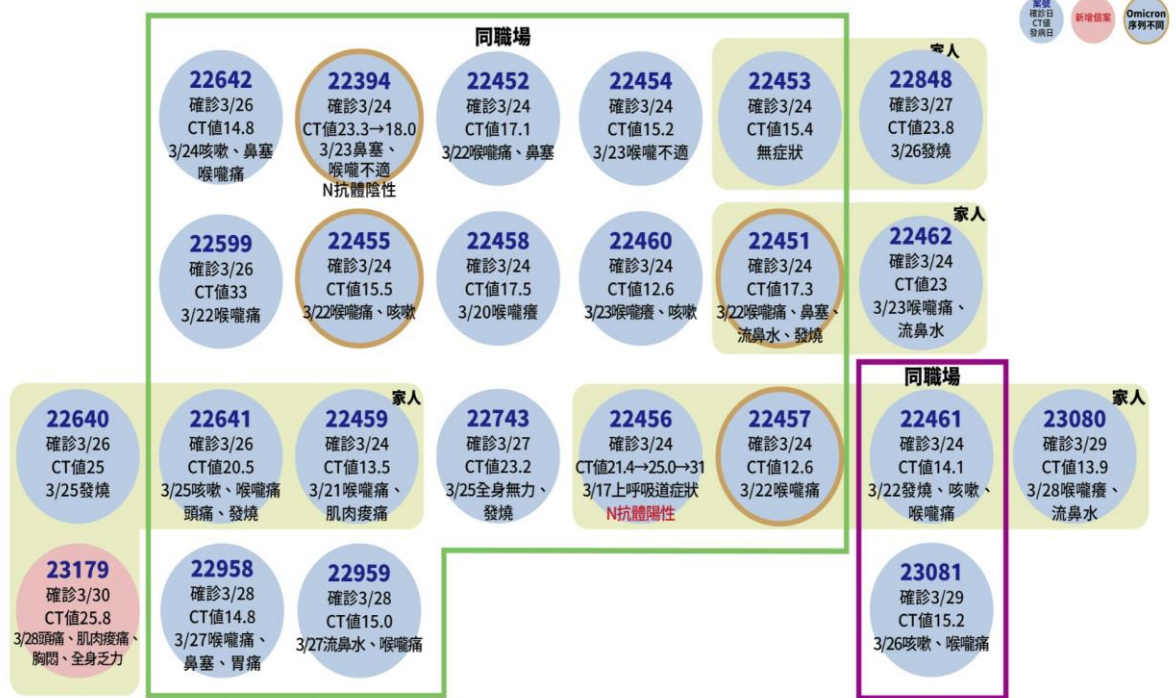 案號
確診日
CT值
發病日
新增個案
Omicron
序列不同
同職場
22642
確診3/26
CT值14.8
3/24咳嗽、鼻塞
喉嚨痛
22394
確診3/24
CT值23.3→18.0
3/23鼻塞、
喉嚨不適
N抗體陰性
22452
確診3/24
CT值17.1
3/22喉嚨痛、鼻塞
22454
確診3/24
CT值15.2
3/23喉嚨不適
22453
確診3/24
CT值15.4
無症狀
家人
22848
確診3/27
CT值23.8
3/26發燒
22599
確診3/26
CT值33
3/22喉嚨痛
22455
確診3/24
CT值15.5
3/22喉嚨痛、咳嗽
22458
確診3/24
CT值17.5
3/20喉嚨癢
22460
確診3/24
CT值12.6
3/23喉嚨癢、咳嗽
22451
確診3/24
CT值17.3
3/22喉嚨痛、鼻塞、
流鼻水、發燒
家人
22462
確診3/24
CT值23
3/23喉嚨痛、
流鼻水
22640
確診3/26
CT值25
3/25發燒
22641
確診3/26
CT值20.5
3/25咳嗽、喉嚨痛
頭痛、發燒
家人
22459
確診3/24
CT值13.5
3/21喉嚨痛、
肌肉痠痛
22743
確診3/27
CT值23.2
3/25全身無力、
發燒
22456
確診3/24
CT值21.4→25.0→31
3/17上呼吸道症狀
N抗體陽性
22457
確診3/24
CT值12.6
3/22喉嚨痛
同職場
22461
確診3/24
CT值14.1
3/22發燒、咳嗽、
喉嚨痛
家人
23080
確診3/29
CT值13.9
3/28喉嚨癢、
流鼻水
23179
確診3/30
CT值25.8
3/28頭痛、肌肉痠痛、
胸悶、全身乏力
22958
確診3/28
CT值14.8
3/27喉嚨痛、
鼻塞、胃痛
22959
確診3/28
CT值15.0
3/27流鼻水、喉嚨痛
23081
確診3/29
CT值15.2
3/26咳嗽、喉嚨痛